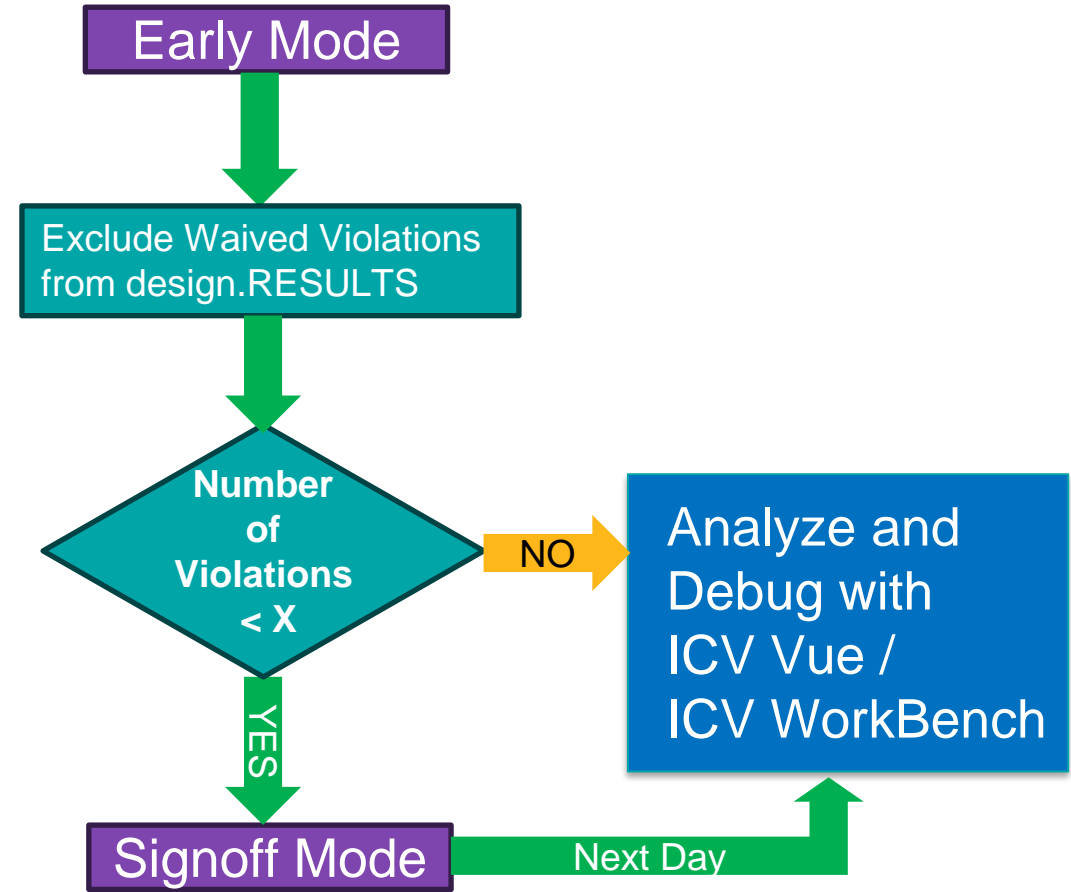 Early Mode
Exclude Waived Violations
from design.RESULTS
Number
of
Violations
< X
NO
Analyze and
Debug with
ICV Vue /
ICV WorkBench
YES
Signoff Mode
Next Day